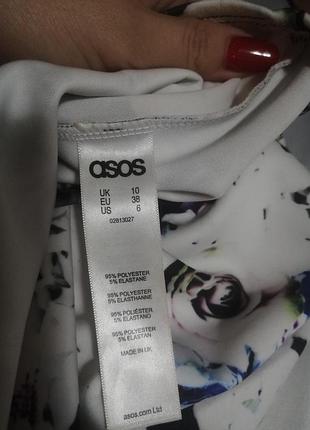 asos
UK 10
EU 38
US 6
02813027
95% POLYESTER
5% ELASTANE
95% POLYESTER
5% ELASTHANNE
95% POLIÉSTER
5% ELASTANO
95% POLYESTER
5% ELASTAN
MADE IN UK
asos.com Ltd